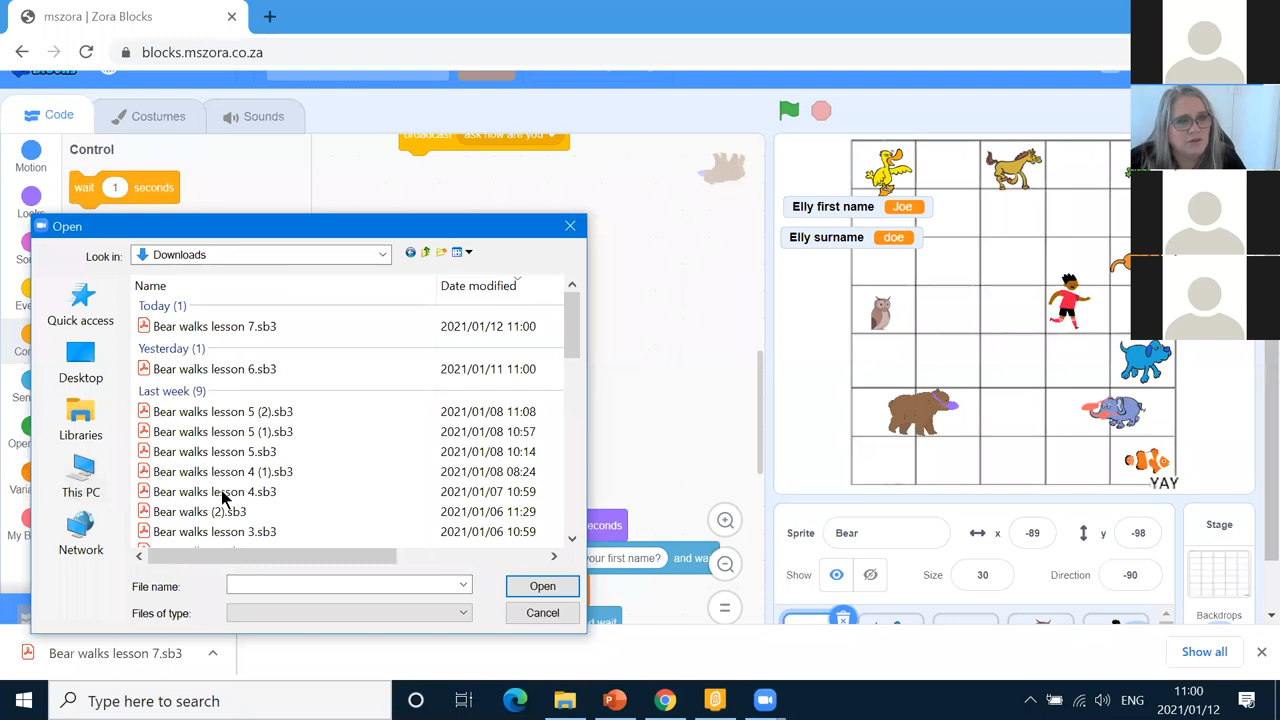 mszora | Zora Blocks
blocks.mszora.co.za
Code
Costumes
Sounds
Control
Motion
wait 1 seconds
broadcast ask how are you
Elly first name Joe
Elly surname doe
Open
Look in: Downloads
Name
Date modified
Today (1)
Bear walks lesson 7.sb3 2021/01/12 11:00
Yesterday (1)
Bear walks lesson 6.sb3 2021/01/11 11:00
Last week (9)
Bear walks lesson 5 (2).sb3 2021/01/08 11:08
Bear walks lesson 5 (1).sb3 2021/01/08 10:57
Bear walks lesson 5.sb3 2021/01/08 10:14
Bear walks lesson 4 (1).sb3 2021/01/08 08:24
Bear walks lesson 4.sb3 2021/01/07 10:59
Bear walks (2).sb3 2021/01/06 11:29
Bear walks lesson 3.sb3 2021/01/06 10:59
Quick access
Desktop
Libraries
This PC
Network
File name:
Files of type:
Open
Cancel
YAY
your first name?
Sprite Bear x -89 y -98
Show Size 30 Direction -90
Stage
Backdrops
Bear walks lesson 7.sb3
Show all
Type here to search
ENG
11:00
2021/01/12